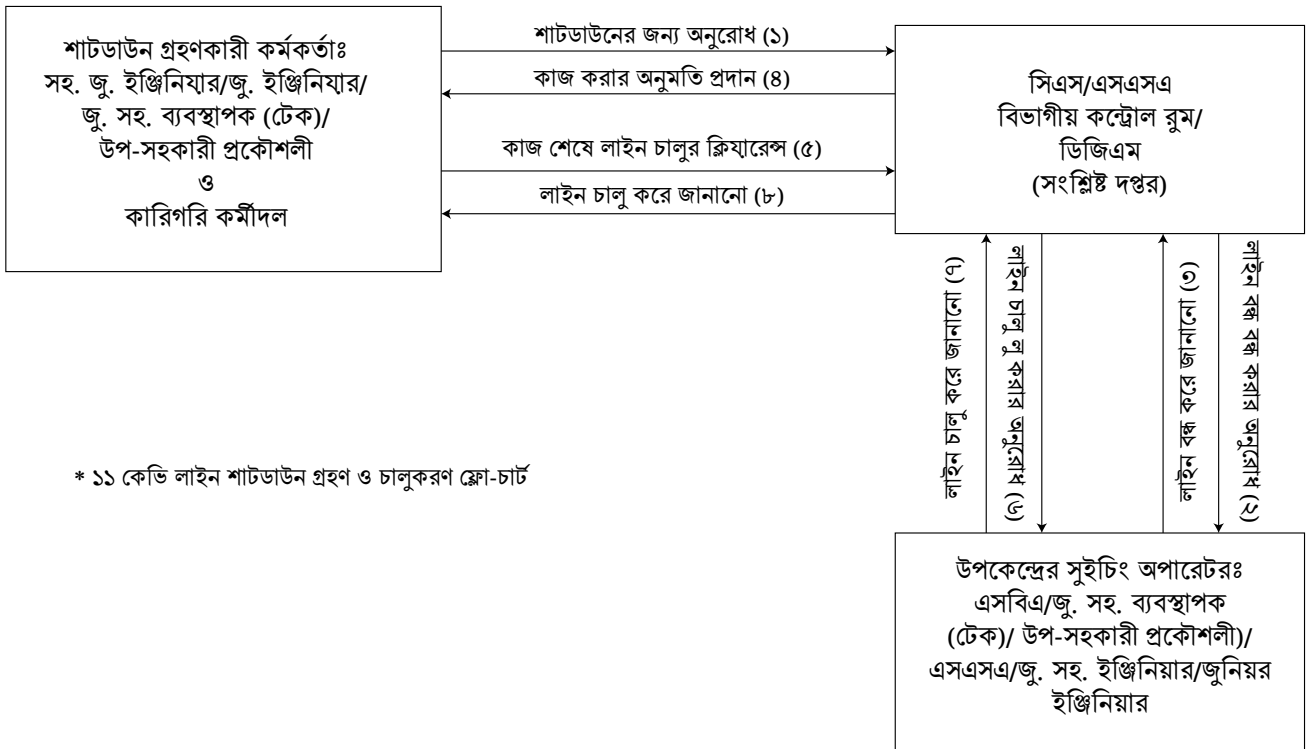 শাটডাউন গ্রহণকারী কর্মকর্তাঃ
সহ. জু. ইঞ্জিনিয়ার/জু. ইঞ্জিনিয়ার/
জু. সহ. ব্যবস্থাপক (টেক)/
উপ-সহকারী প্রকৌশলী
ও
কারিগরি কর্মীদল
শাটডাউনের জন্য অনুরোধ (১)
কাজ করার অনুমতি প্রদান (৪)
কাজ শেষে লাইন চালুর ক্লিয়ারেন্স (৫)
লাইন চালু করে জানানো (৮)
সিএস/এসএসএ
বিভাগীয় কন্ট্রোল রুম/
ডিজিএম
(সংশ্লিষ্ট দপ্তর)
লাইন চালু করে জানানো (৭)
লাইন চালু লু করার অনুরোধ (৬)
লাইন বন্ধ করে জানানো (৩)
লাইন বন্ধ বন্ধ করার অনুরোধ (২)
* ১১ কেভি লাইন শাটডাউন গ্রহণ ও চালুকরণ ফ্লো-চার্ট
উপকেন্দ্রের সুইচিং অপারেটরঃ
এসবিএ/জু. সহ. ব্যবস্থাপক
(টেক)/ উপ-সহকারী প্রকৌশলী)/
এসএসএ/জু. সহ. ইঞ্জিনিয়ার/জুনিয়র
ইঞ্জিনিয়ার